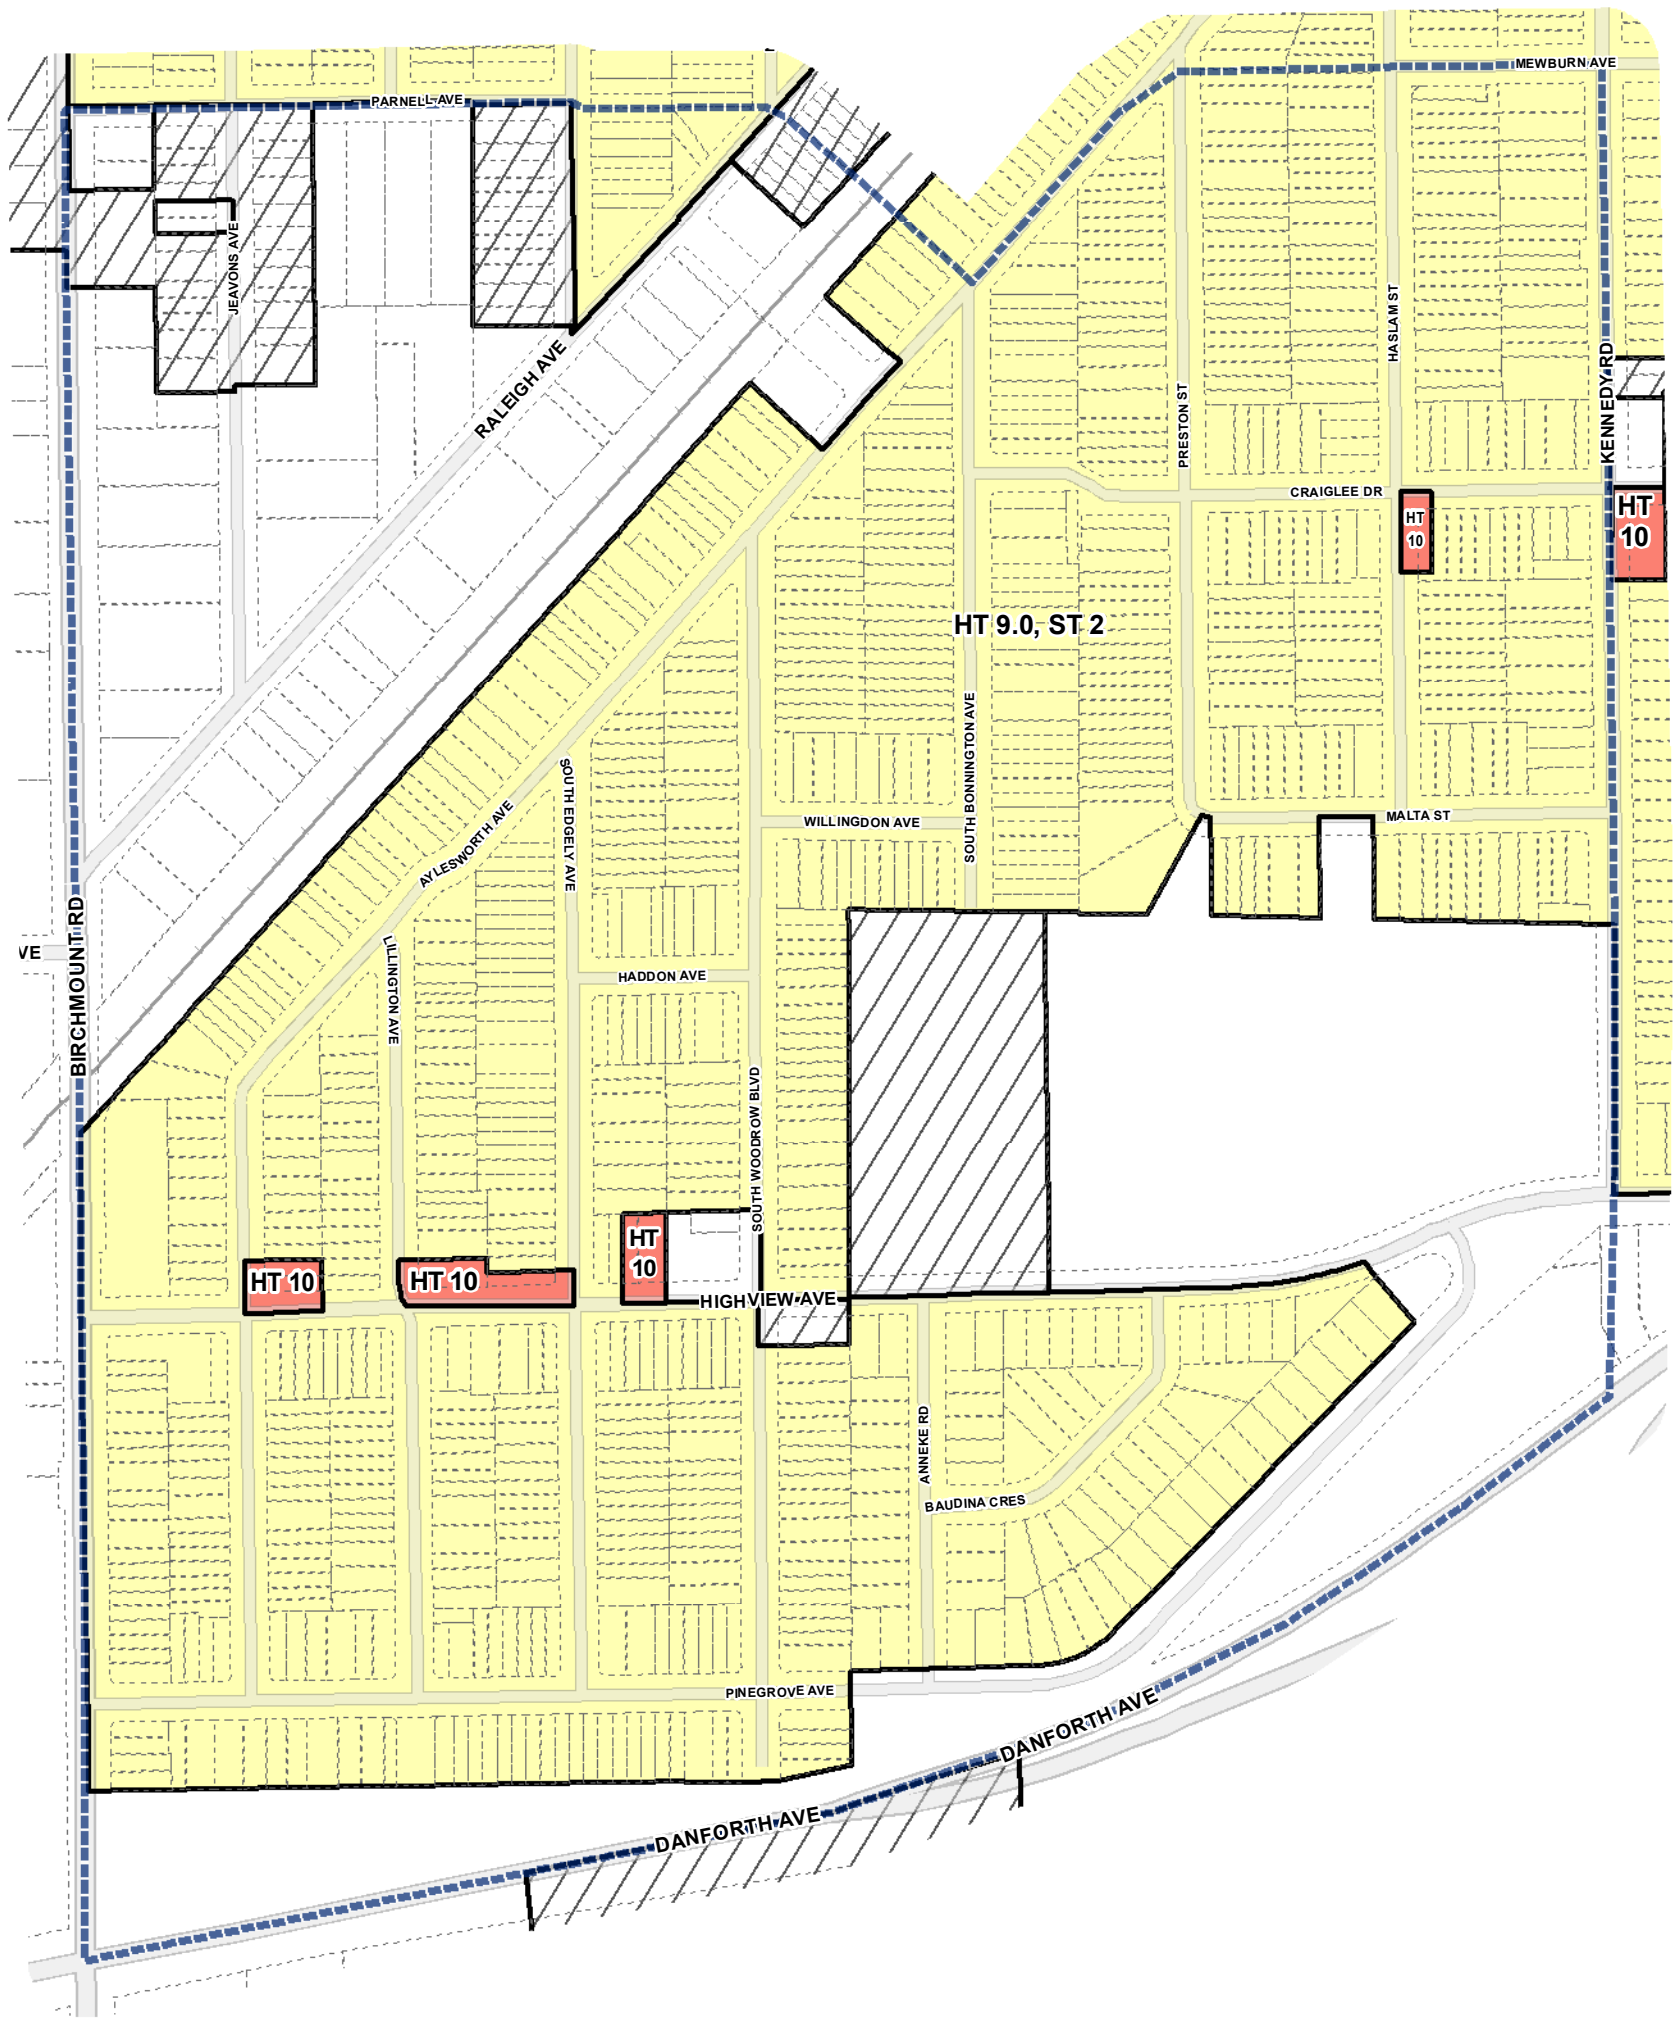 MEWBURN AVE
PARNELL AVE
JEAVONS AVE
HASLAM ST
RALEIGH AVE
KENNEDY RD
PRESTON ST
CRAIGLEE DR
HT
10
HT
10
HT 9.0, ST 2
SOUTH BONNINGTON AVE
SOUTH EDGELY AVE
AYLESWORTH AVE
WILLINGDON AVE
MALTA ST
BIRCHMOUNT RD
VE
LILLINGTON AVE
HADDON AVE
SOUTH WOODROW BLVD
HT
10
HT 10
HT 10
HIGHVIEW AVE
ANNEKE RD
BAUDINA CRES
PINEGROVE AVE
DANFORTH AVE
DANFORTH AVE